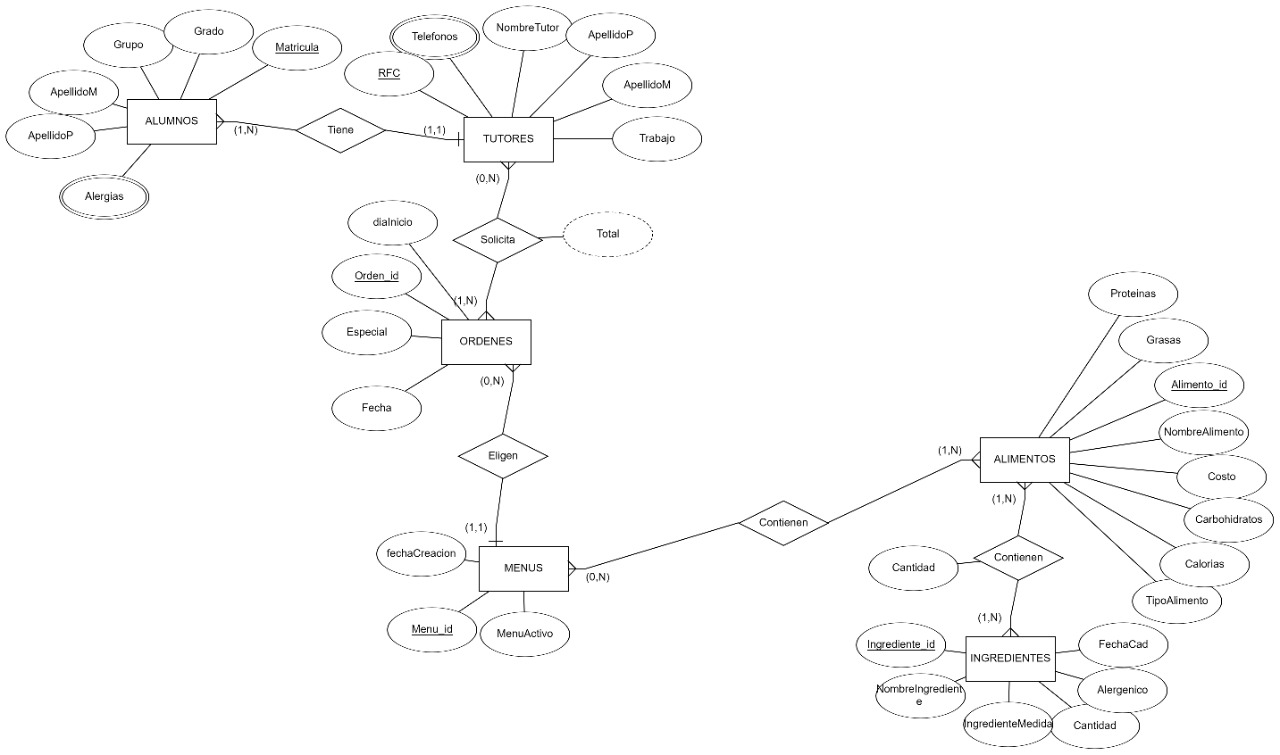 Grupo
Grado
Matricula
ApellidoM
ApellidoP
ALUMNOS
Alergias
(1,N)
Tiene
(1,1)
Telefonos
NombreTutor
ApellidoP
RFC
ApellidoM
TUTORES
Trabajo
(0,N)
diaInicio
Solicita
Total
Orden_id
(1,N)
Especial
ORDENES
Fecha
(0,N)
Eligen
(1,1)
fechaCreacion
MENUS
(0,N)
Menu_id
MenuActivo
Contienen
(1,N)
Proteinas
Grasas
Alimento_id
NombreAlimento
ALIMENTOS
Costo
(1,N)
Carbohidratos
Contienen
Cantidad
Calorias
TipoAlimento
(1,N)
Ingrediente_id
INGREDIENTES
FechaCad
NombreIngredient
e
Alergenico
IngredienteMedida
Cantidad